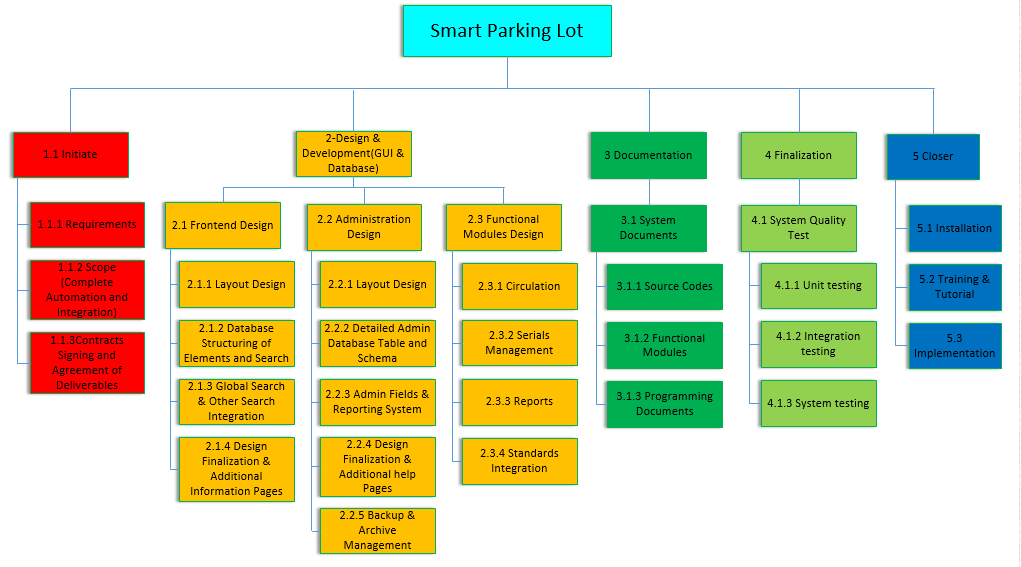 Smart Parking Lot
1.1 Initiate
1.1.1 Requirements
1.1.2 Scope
(Complete
Automation and
Integration)
1.1.3Contracts
Signing and
Agreement of
Deliverables
2-Design &
Development(GUI &
Database)
2.1 Frontend Design
2.1.1 Layout Design
2.1.2 Database
Structuring of
Elements and Search
2.1.3 Global Search
& Other Search
Integration
2.1.4 Design
Finalization &
Additional
Information Pages
2.2 Administration
Design
2.2.1 Layout Design
2.2.2 Detailed Admin
Database Table and
Schema
2.2.3 Admin Fields &
Reporting System
2.2.4 Design
Finalization &
Additional help
Pages
2.2.5 Backup &
Archive
Management
2.3 Functional
Modules Design
2.3.1 Circulation
2.3.2 Serials
Management
2.3.3 Reports
2.3.4 Standards
Integration
3 Documentation
3.1 System
Documents
3.1.1 Source Codes
3.1.2 Functional
Modules
3.1.3 Programming
Documents
4 Finalization
4.1 System Quality
Test
4.1.1 Unit testing
4.1.2 Integration
testing
4.1.3 System testing
5 Closer
5.1 Installation
5.2 Training &
Tutorial
5.3
Implementation